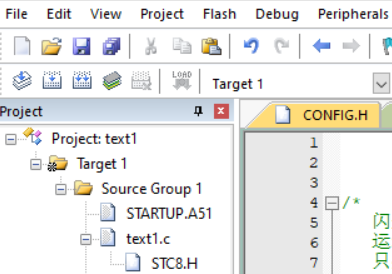 File Edit View Project Flash Debug Peripherals
LOAD Target 1
Project CONFIG.H
Project: text1
Target 1
Source Group 1
STARTUP.A51
text1.c
STC8.H
1
2
3
4 /*
5 闪
6 运
7 只